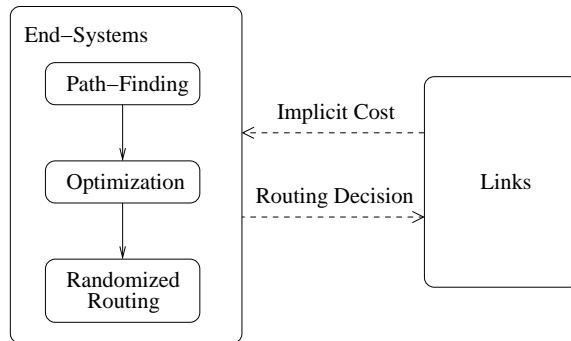 End−Systems
Path−Finding
Optimization
Randomized
Routing
Implicit Cost
Routing Decision
Links